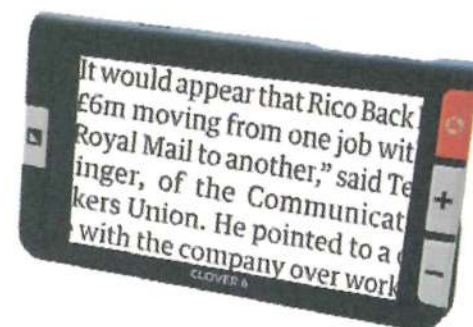 It would appear that Rico Back
£6m moving from one job wit
Royal Mail to another,” said Te
inger, of the Communicat
kers Union. He pointed to a
with the company over work
CLOVER 6
+
−